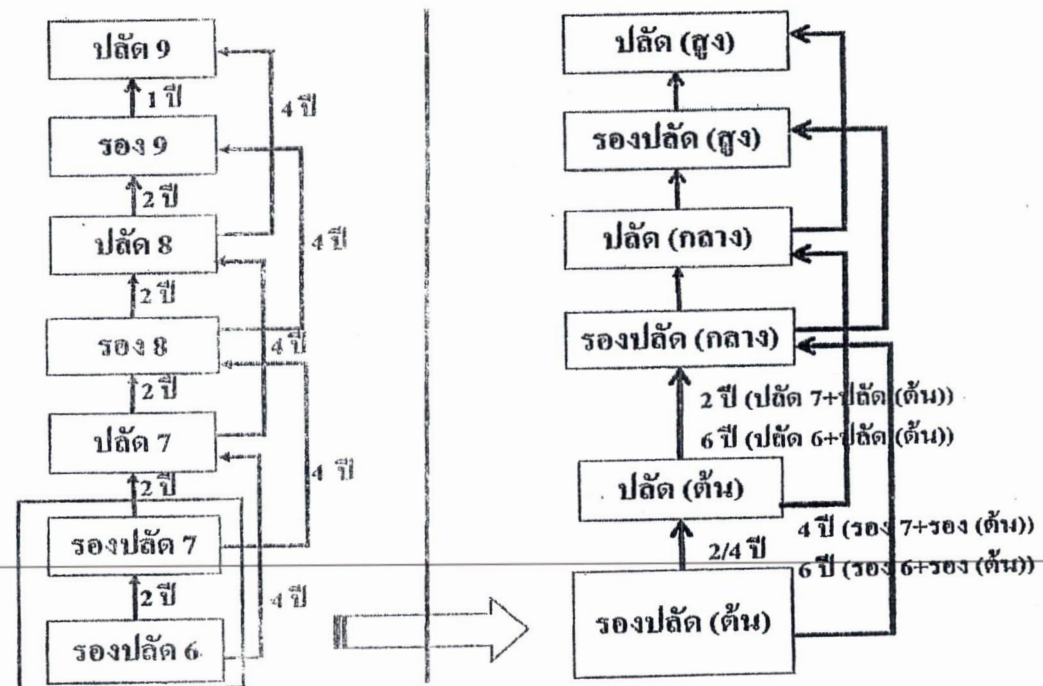 ปลัด 9
1 ปี
4 ปี
รอง 9
2 ปี
ปลัด 8
4 ปี
2 ปี
รอง 8
4 ปี
2 ปี
ปลัด 7
4 ปี
2 ปี
รองปลัด 7
2 ปี
4 ปี
รองปลัด 6
ปลัด (สูง)
รองปลัด (สูง)
ปลัด (กลาง)
รองปลัด (กลาง)
2 ปี (ปลัด 7+ปลัด (ต้น))
6 ปี (ปลัด 6+ปลัด (ต้น))
ปลัด (ต้น)
4 ปี (รอง 7+รอง (ต้น))
2/4 ปี
6 ปี (รอง 6+รอง (ต้น))
รองปลัด (ต้น)